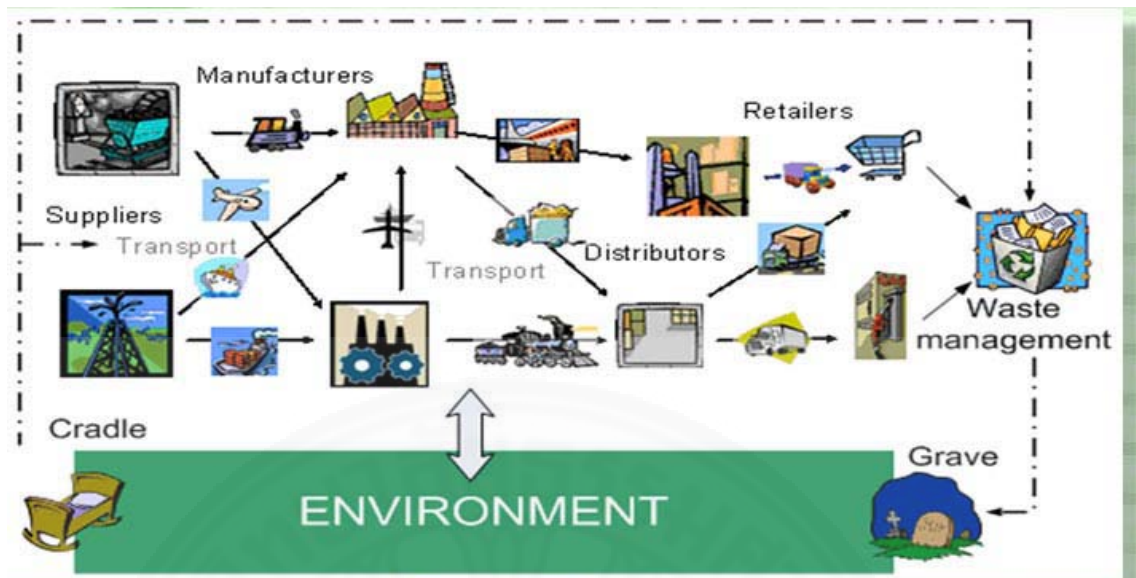 Manufacturers
Retailers
Suppliers
Transport
Transport
Distributors
Waste
management
Cradle
Grave
ENVIRONMENT